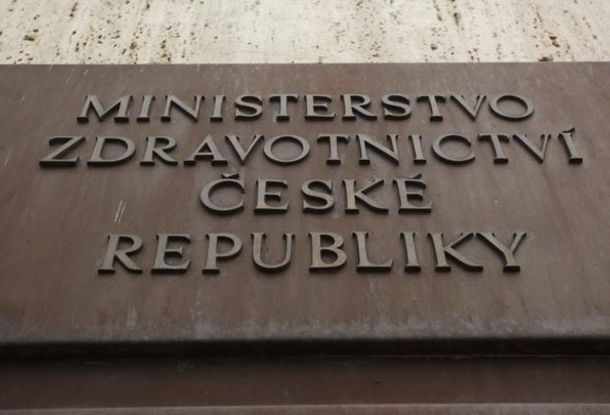 MINISTERSTVO
ZDRAVOTNICTVÍ
ČESKÉ
REPUBLIKY